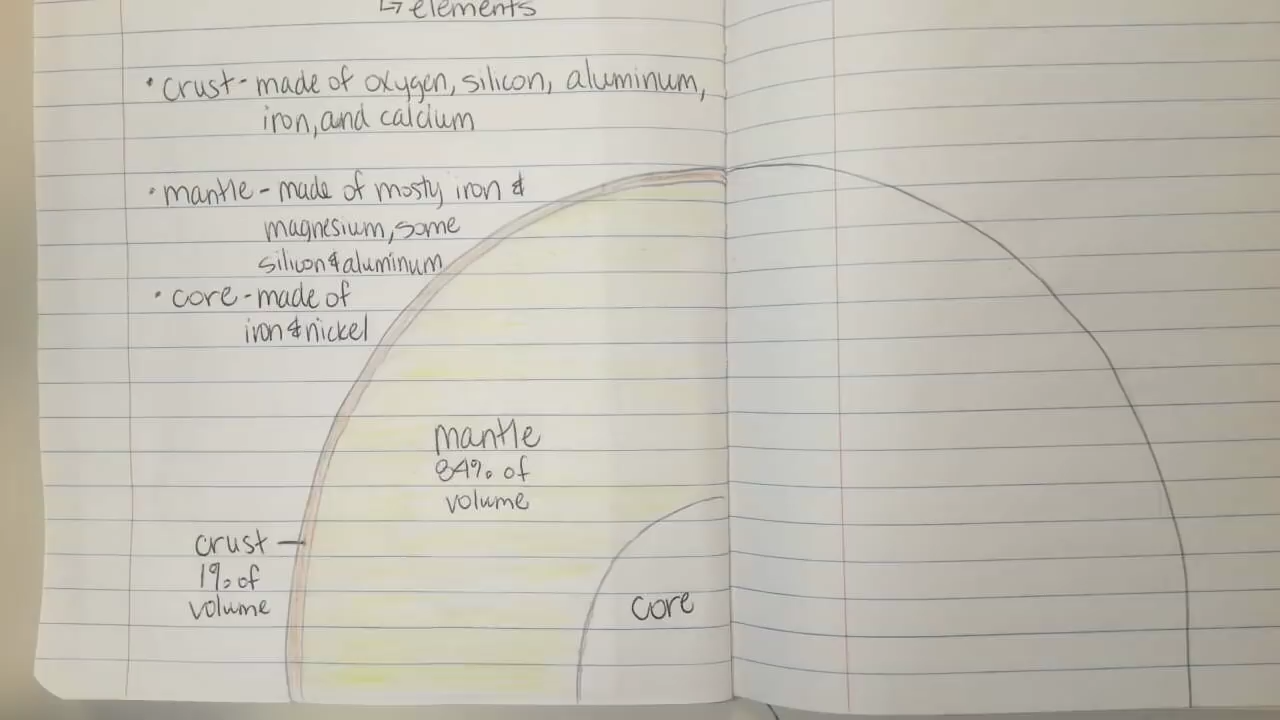 ↳ elements
• crust - made of oxygen, silicon, aluminum,
iron, and calcium
• mantle - made of mosty iron &
magnesium, some
silicon & aluminum
• core - made of
iron & nickel
mantle
84% of
volume
crust
1% of
volume
core